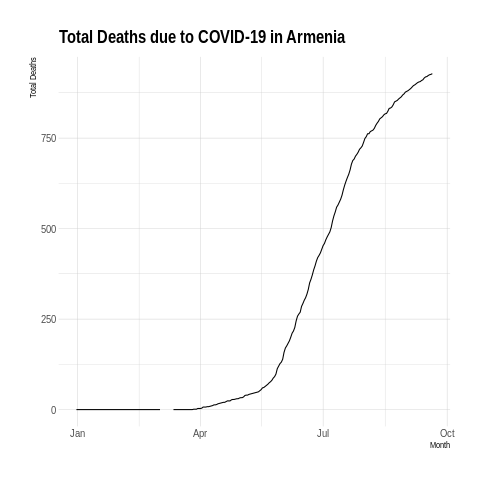 Total Deaths due to COVID-19 in Armenia
Total Deaths
750
500
250
0
Jan Apr Jul Oct
Month